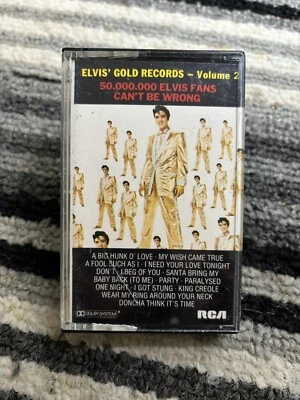 ELVIS' GOLD RECORDS – Volume 2
50.000.000 ELVIS FANS
CAN'T BE WRONG
A BIG HUNK O' LOVE · MY WISH CAME TRUE
A FOOL SUCH AS I · I NEED YOUR LOVE TONIGHT
DON'T · I BEG OF YOU · SANTA BRING MY
BABY BACK (TO ME) · PARTY · PARALYSED
ONE NIGHT · I GOT STUNG · KING CREOLE
WEAR MY RING AROUND YOUR NECK
DONCHA THINK IT'S TIME
DOLBY SYSTEM
RCA